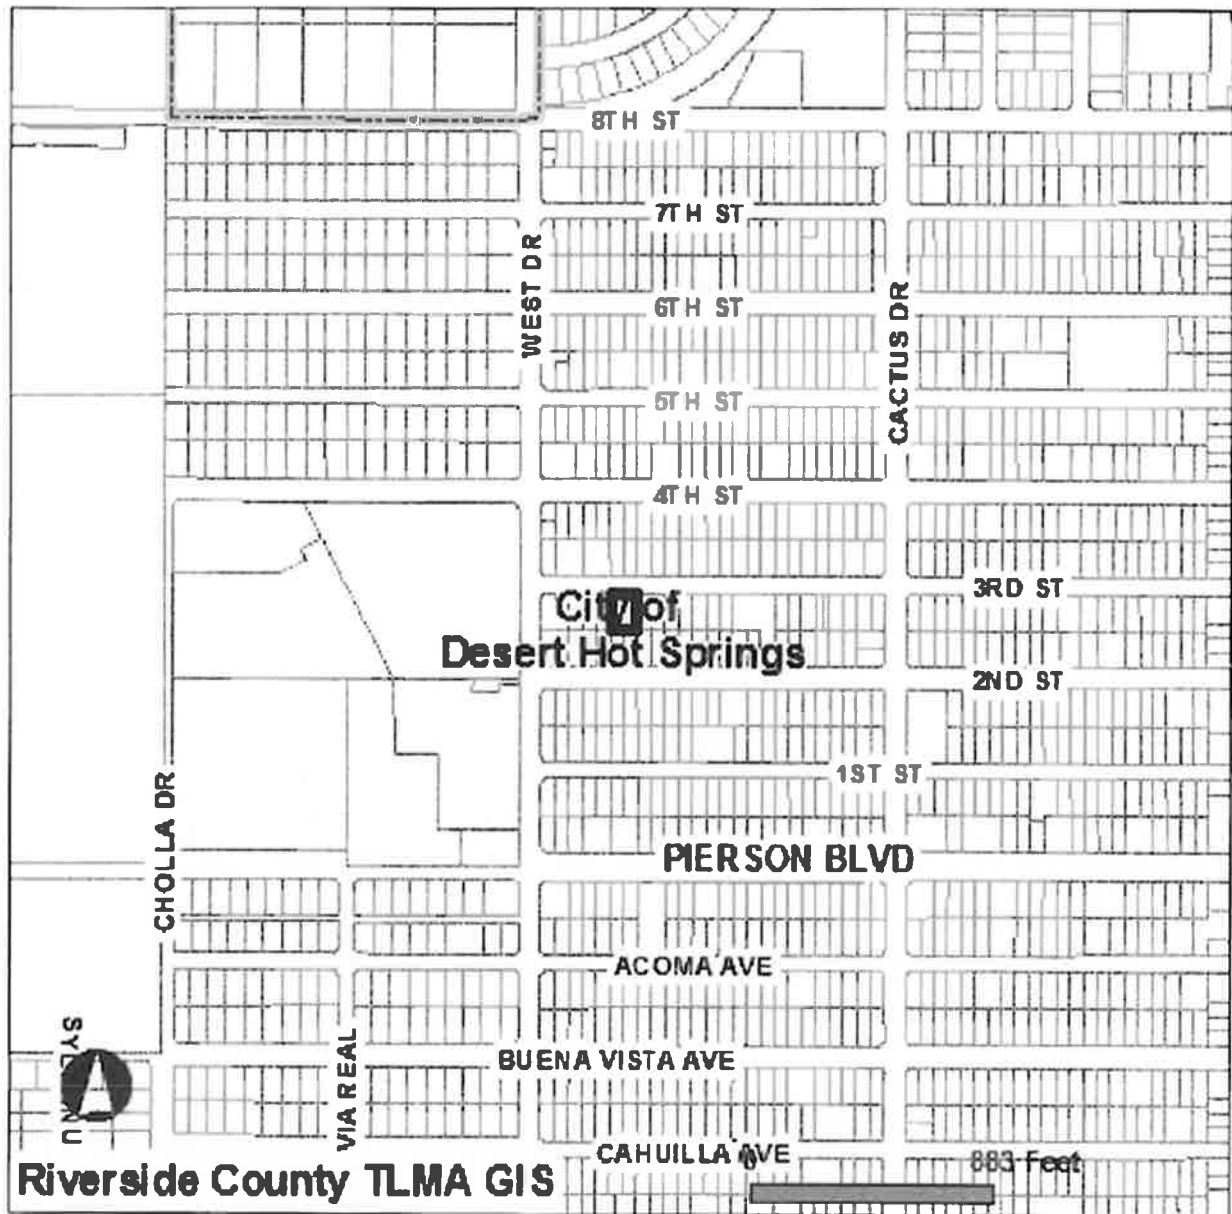 8TH ST
7TH ST
WEST DR
6TH ST
CACTUS DR
5TH ST
4TH ST
3RD ST
City of
Desert Hot Springs
2ND ST
1ST ST
CHOLLA DR
PIERSON BLVD
ACOMA AVE
VIA REAL
BUENA VISTA AVE
CAHUILLA AVE
0
883 Feet
Riverside County TLMA GIS